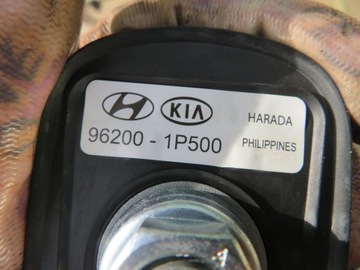 KIA HARADA
96200 - 1P500 PHILIPPINES